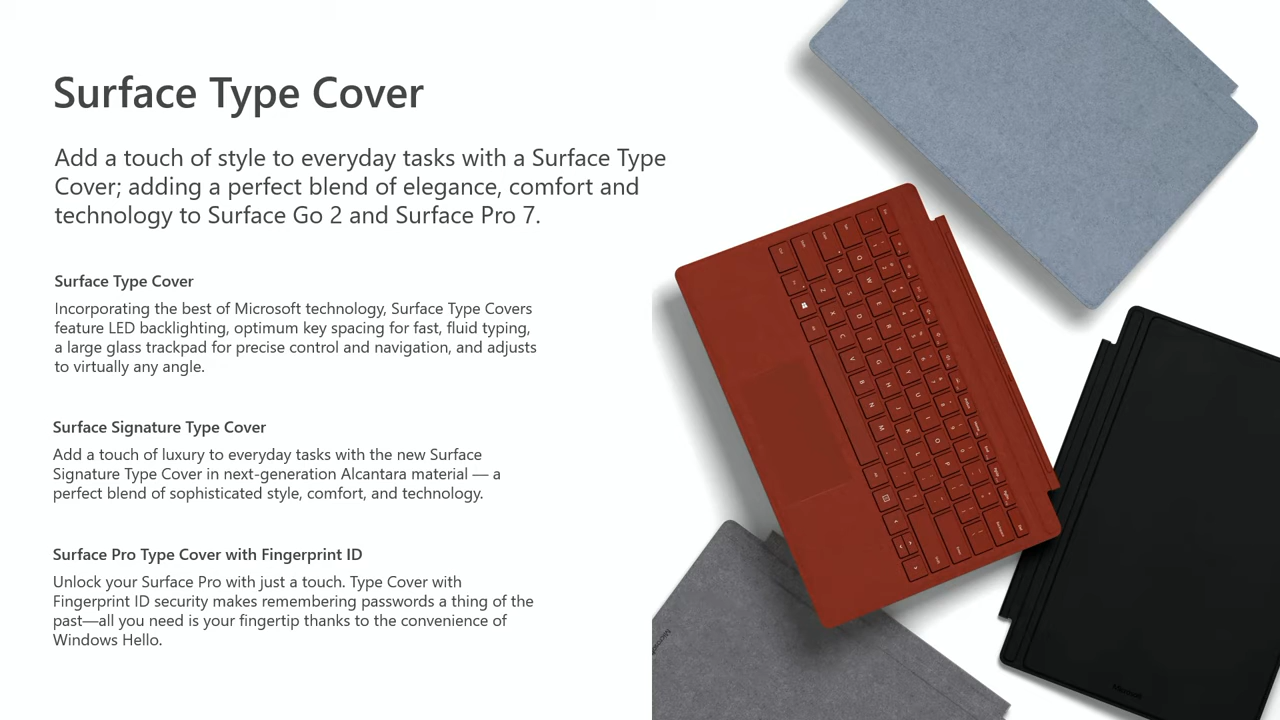 Surface Type Cover
Add a touch of style to everyday tasks with a Surface Type
Cover; adding a perfect blend of elegance, comfort and
technology to Surface Go 2 and Surface Pro 7.
Surface Type Cover
Incorporating the best of Microsoft technology, Surface Type Covers
feature LED backlighting, optimum key spacing for fast, fluid typing,
a large glass trackpad for precise control and navigation, and adjusts
to virtually any angle.
Surface Signature Type Cover
Add a touch of luxury to everyday tasks with the new Surface
Signature Type Cover in next-generation Alcantara material — a
perfect blend of sophisticated style, comfort, and technology.
Surface Pro Type Cover with Fingerprint ID
Unlock your Surface Pro with just a touch. Type Cover with
Fingerprint ID security makes remembering passwords a thing of the
past—all you need is your fingertip thanks to the convenience of
Windows Hello.
Microsoft
Microsoft